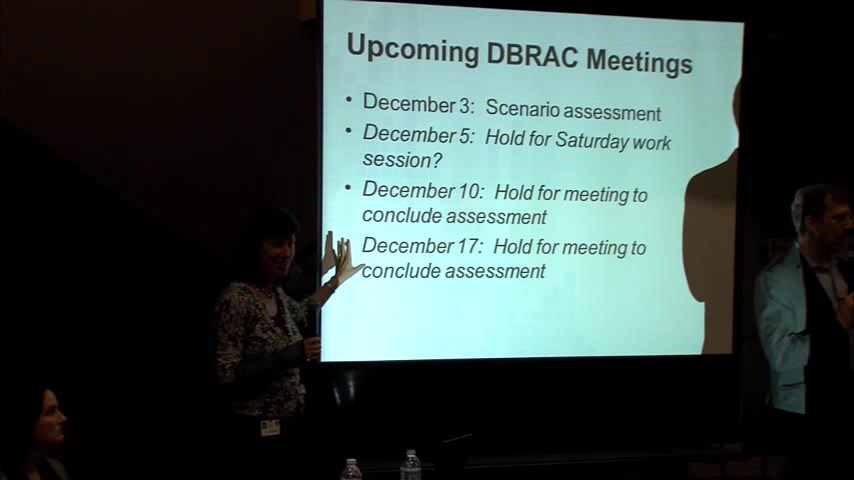 Upcoming DBRAC Meetings
• December 3: Scenario assessment
• December 5: Hold for Saturday work
session?
• December 10: Hold for meeting to
conclude assessment
December 17: Hold for meeting to
conclude assessment